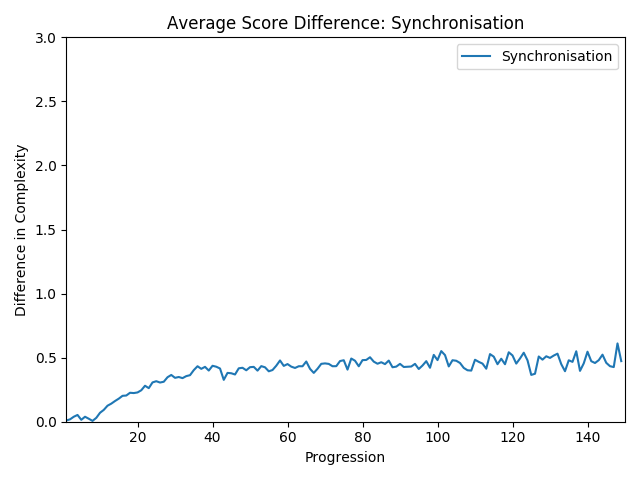 Average Score Difference: Synchronisation
Synchronisation
Difference in Complexity
3.0
2.5
2.0
1.5
1.0
0.5
0.0
20 40 60 80 100 120 140
Progression